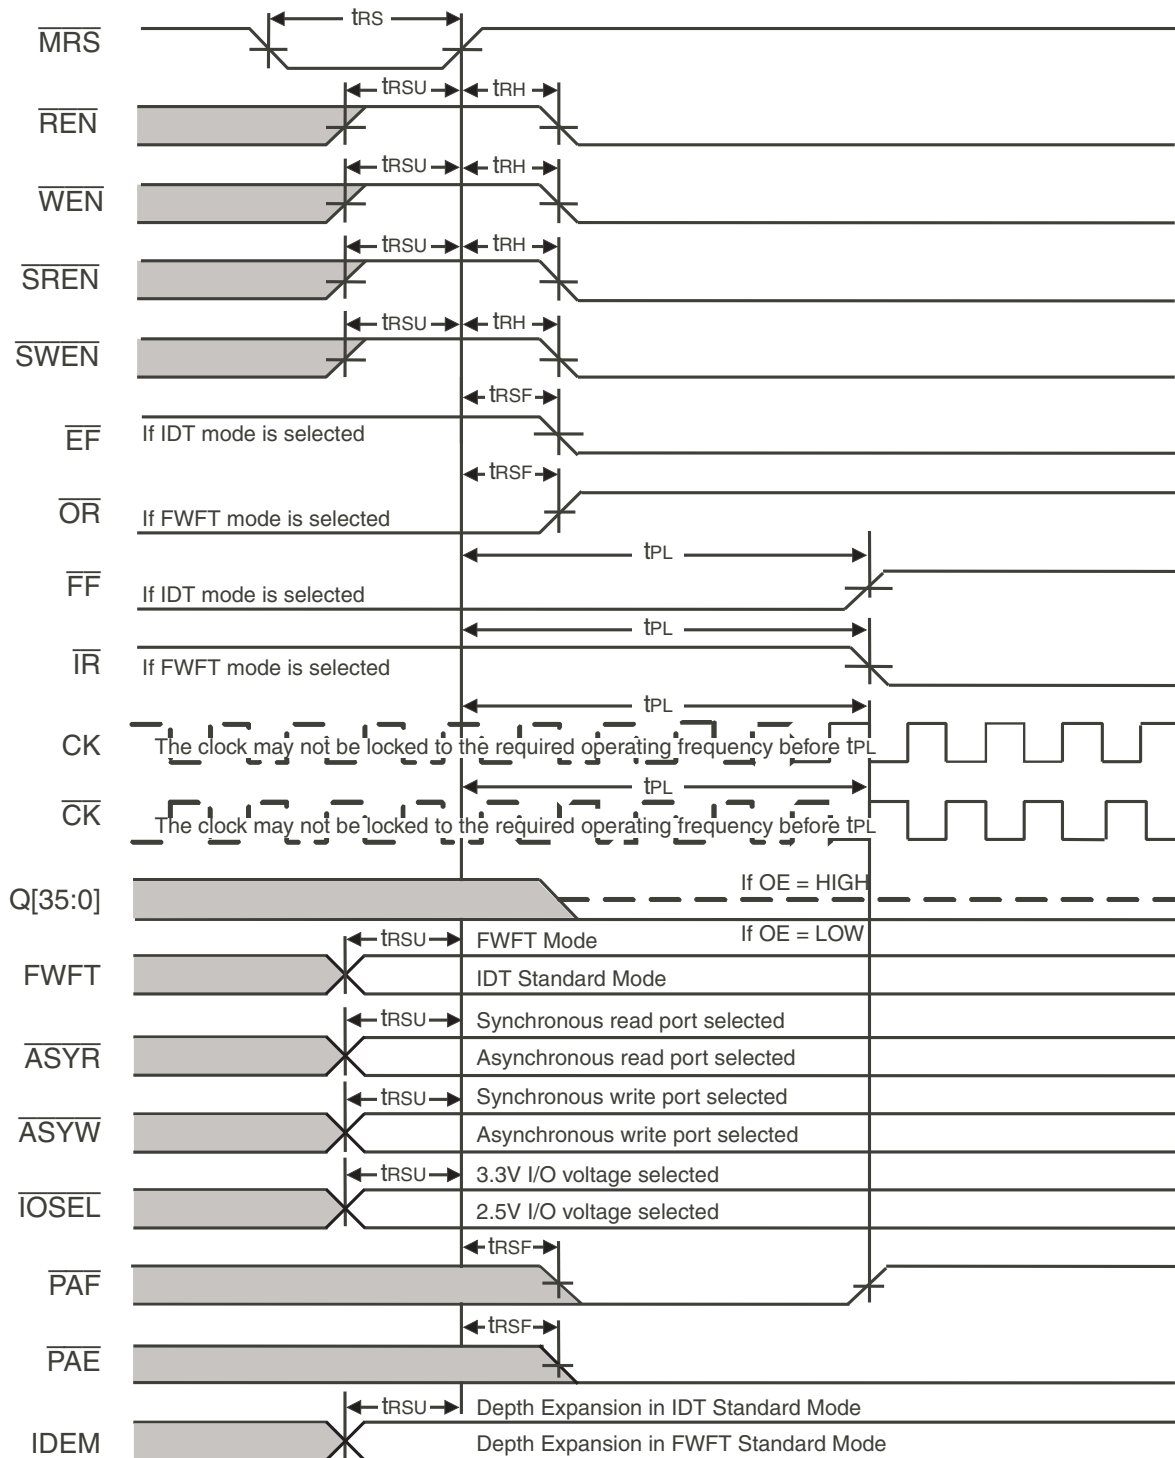 MRS
tRS
REN
tRSU
tRH
WEN
tRSU
tRH
SREN
tRSU
tRH
SWEN
tRSU
tRH
EF
If IDT mode is selected
tRSF
OR
If FWFT mode is selected
tRSF
FF
If IDT mode is selected
tPL
IR
If FWFT mode is selected
tPL
CK
tPL
The clock may not be locked to the required operating frequency before tPL
CK
tPL
The clock may not be locked to the required operating frequency before tPL
Q[35:0]
If OE = HIGH
If OE = LOW
FWFT
tRSU
FWFT Mode
IDT Standard Mode
ASYR
tRSU
Synchronous read port selected
Asynchronous read port selected
ASYW
tRSU
Synchronous write port selected
Asynchronous write port selected
IOSEL
tRSU
3.3V I/O voltage selected
2.5V I/O voltage selected
PAF
tRSF
PAE
tRSF
IDEM
tRSU
Depth Expansion in IDT Standard Mode
Depth Expansion in FWFT Standard Mode